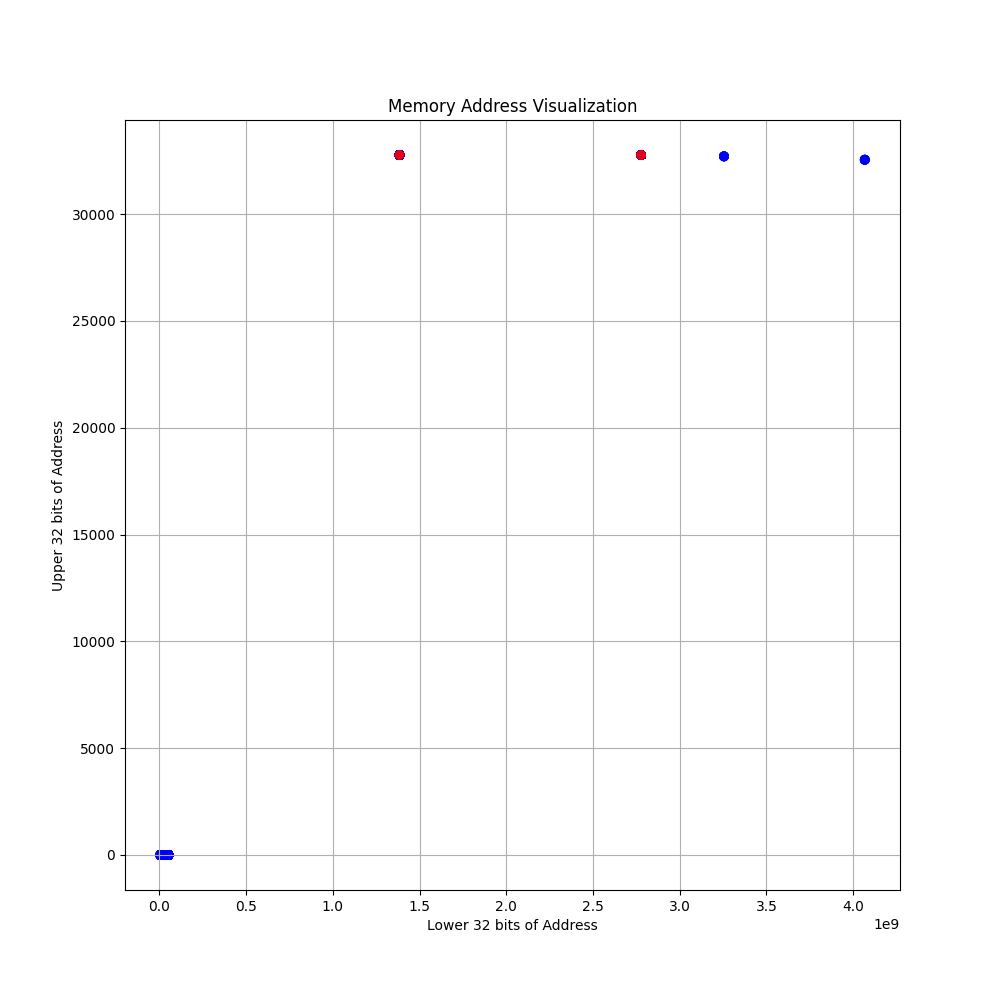 Memory Address Visualization
Upper 32 bits of Address
30000
25000
20000
15000
10000
5000
0
0.0 0.5 1.0 1.5 2.0 2.5 3.0 3.5 4.0
1e9
Lower 32 bits of Address